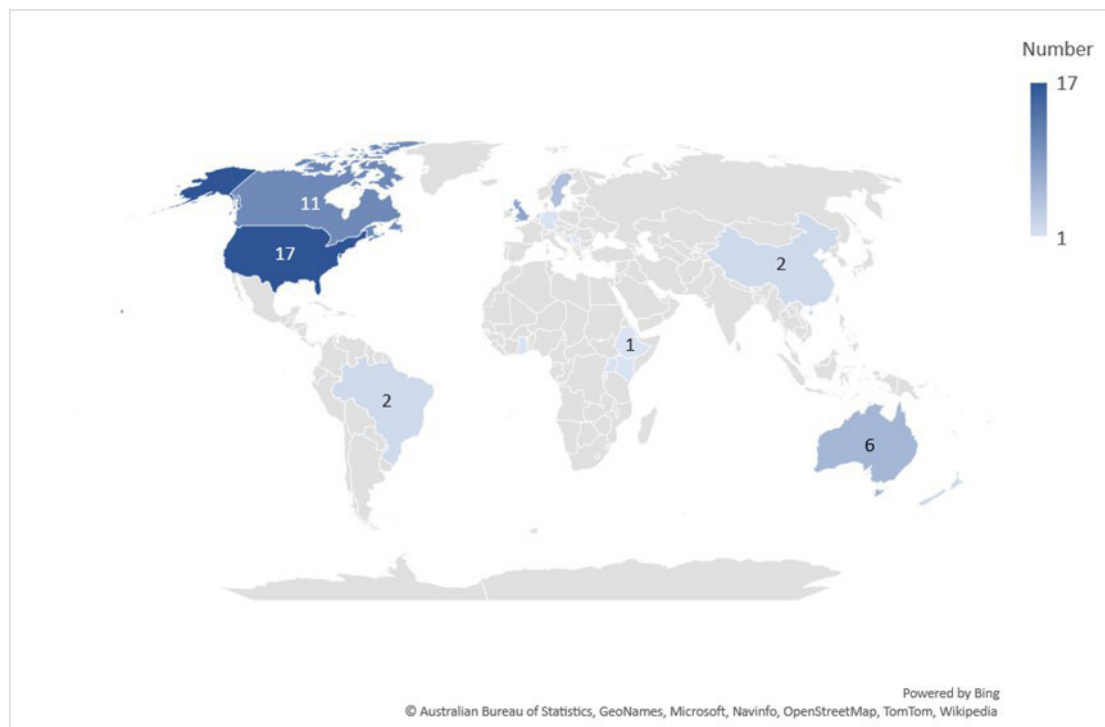 Number
17
1
11
17
2
1
2
6
Powered by Bing
© Australian Bureau of Statistics, GeoNames, Microsoft, Navinfo, OpenStreetMap, TomTom, Wikipedia